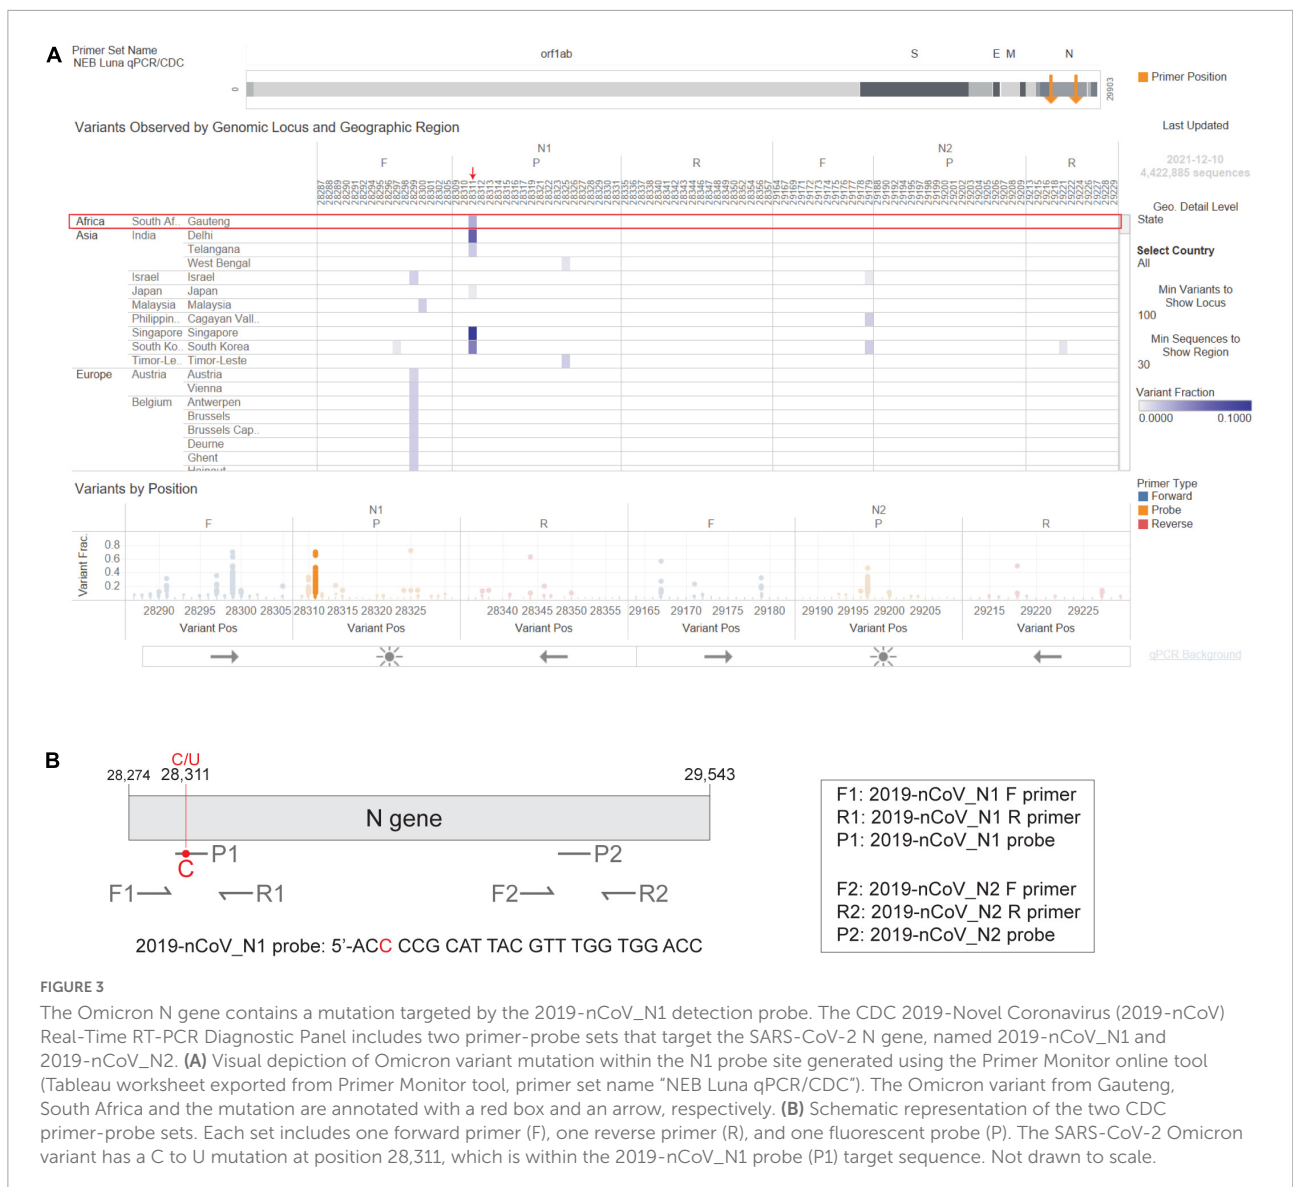 A
Primer Set Name
NEB Luna qPCR/CDC
orf1ab
S
E M
N
0
29903
Primer Position
Variants Observed by Genomic Locus and Geographic Region
Last Updated
2021-12-10
4,422,885 sequences
N1
N2
F
P
R
F
P
R
Geo. Detail Level
State
Select Country
All
Min Variants to
Show Locus
100
Min Sequences to
Show Region
30
Variant Fraction
0.0000 0.1000
Africa South Af.. Gauteng
Asia India Delhi
Telangana
West Bengal
Israel Israel
Japan Japan
Malaysia Malaysia
Philippin.. Cagayan Vall..
Singapore Singapore
South Ko.. South Korea
Timor-Le.. Timor-Leste
Europe Austria Austria
Vienna
Belgium Antwerpen
Brussels
Brussels Cap..
Deurne
Ghent
Variants by Position
Primer Type
Forward
Probe
Reverse
N1
N2
F
P
R
F
P
R
Variant Frac.
0.8
0.6
0.4
0.2
28290 28295 28300 28305
28310 28315 28320 28325
28340 28345 28350 28355
29165 29170 29175 29180
29190 29195 29200 29205
29215 29220 29225
Variant Pos Variant Pos Variant Pos Variant Pos Variant Pos Variant Pos
qPCR Background
B
C/U
28,274 28,311 29,543
N gene
P1
C
P2
F1 R1 F2 R2
2019-nCoV_N1 probe: 5’-ACC CCG CAT TAC GTT TGG TGG ACC
F1: 2019-nCoV_N1 F primer
R1: 2019-nCoV_N1 R primer
P1: 2019-nCoV_N1 probe
F2: 2019-nCoV_N2 F primer
R2: 2019-nCoV_N2 R primer
P2: 2019-nCoV_N2 probe
FIGURE 3
The Omicron N gene contains a mutation targeted by the 2019-nCoV_N1 detection probe. The CDC 2019-Novel Coronavirus (2019-nCoV)
Real-Time RT-PCR Diagnostic Panel includes two primer-probe sets that target the SARS-CoV-2 N gene, named 2019-nCoV_N1 and
2019-nCoV_N2. (A) Visual depiction of Omicron variant mutation within the N1 probe site generated using the Primer Monitor online tool
(Tableau worksheet exported from Primer Monitor tool, primer set name “NEB Luna qPCR/CDC”). The Omicron variant from Gauteng,
South Africa and the mutation are annotated with a red box and an arrow, respectively. (B) Schematic representation of the two CDC
primer-probe sets. Each set includes one forward primer (F), one reverse primer (R), and one fluorescent probe (P). The SARS-CoV-2 Omicron
variant has a C to U mutation at position 28,311, which is within the 2019-nCoV_N1 probe (P1) target sequence. Not drawn to scale.